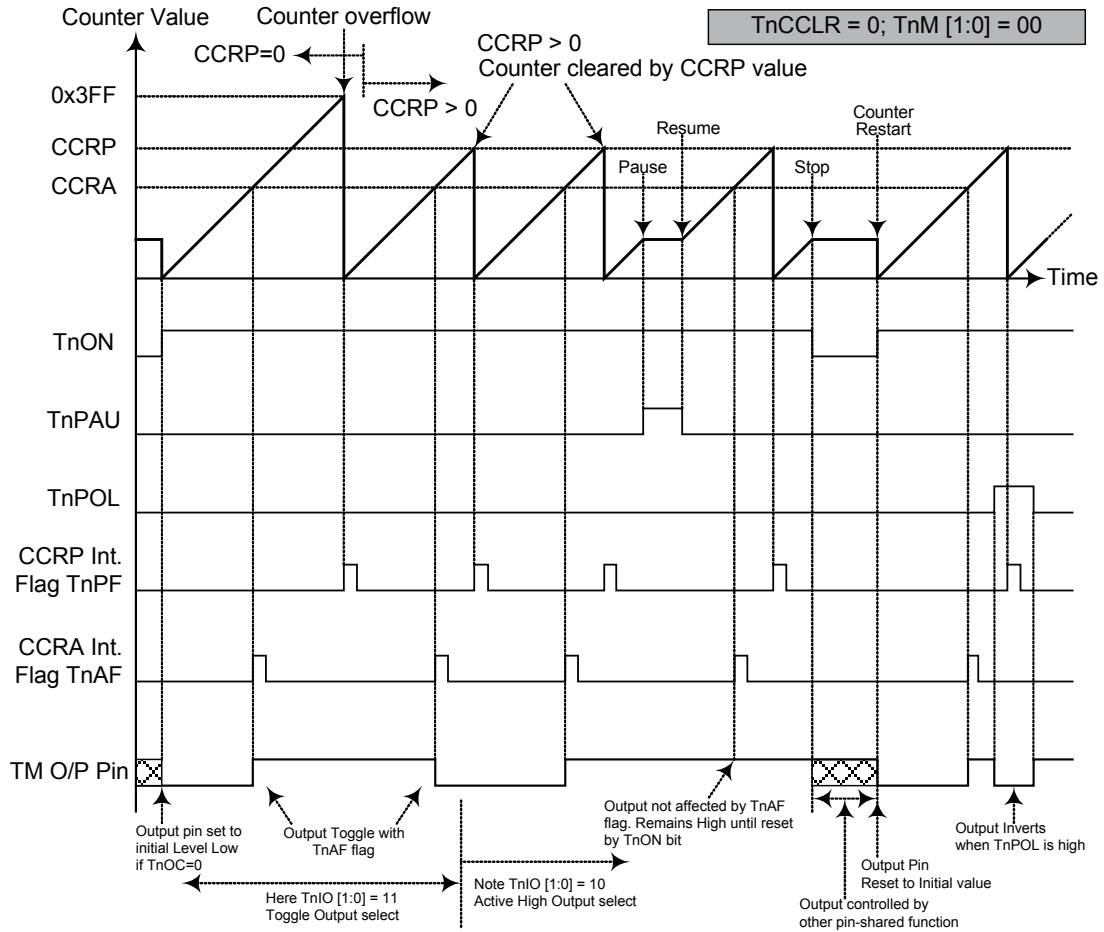 Counter Value
Counter overflow
TnCCLR = 0; TnM [1:0] = 00
CCRP=0
CCRP > 0
CCRP > 0
Counter cleared by CCRP value
0x3FF
CCRP
CCRA
Pause
Resume
Stop
Counter
Restart
Time
TnON
TnPAU
TnPOL
CCRP Int.
Flag TnPF
CCRA Int.
Flag TnAF
TM O/P Pin
Output pin set to
initial Level Low
if TnOC=0
Output Toggle with
TnAF flag
Here TnIO [1:0] = 11
Toggle Output select
Note TnIO [1:0] = 10
Active High Output select
Output not affected by TnAF
flag. Remains High until reset
by TnON bit
Output controlled by
other pin-shared function
Output Pin
Reset to Initial value
Output Inverts
when TnPOL is high